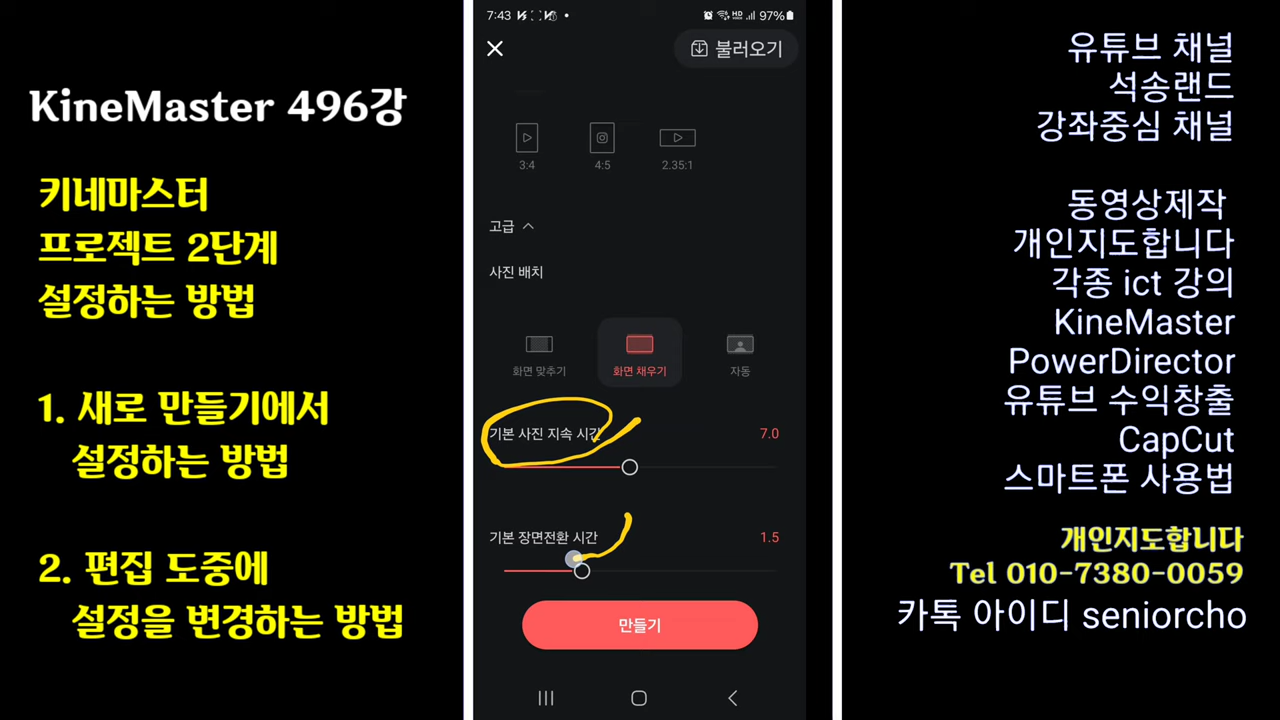 KineMaster 496강
키네마스터
프로젝트 2단계
설정하는 방법
1. 새로 만들기에서
설정하는 방법
2. 편집 도중에
설정을 변경하는 방법
7:43
HD
97%
불러오기
3:4
4:5
2.35:1
고급
사진 배치
화면 맞추기
화면 채우기
자동
기본 사진 지속 시간
7.0
기본 장면전환 시간
1.5
만들기
유튜브 채널
석송랜드
강좌중심 채널
동영상제작
개인지도합니다
각종 ict 강의
KineMaster
PowerDirector
유튜브 수익창출
CapCut
스마트폰 사용법
개인지도합니다
Tel 010-7380-0059
카톡 아이디 seniorcho